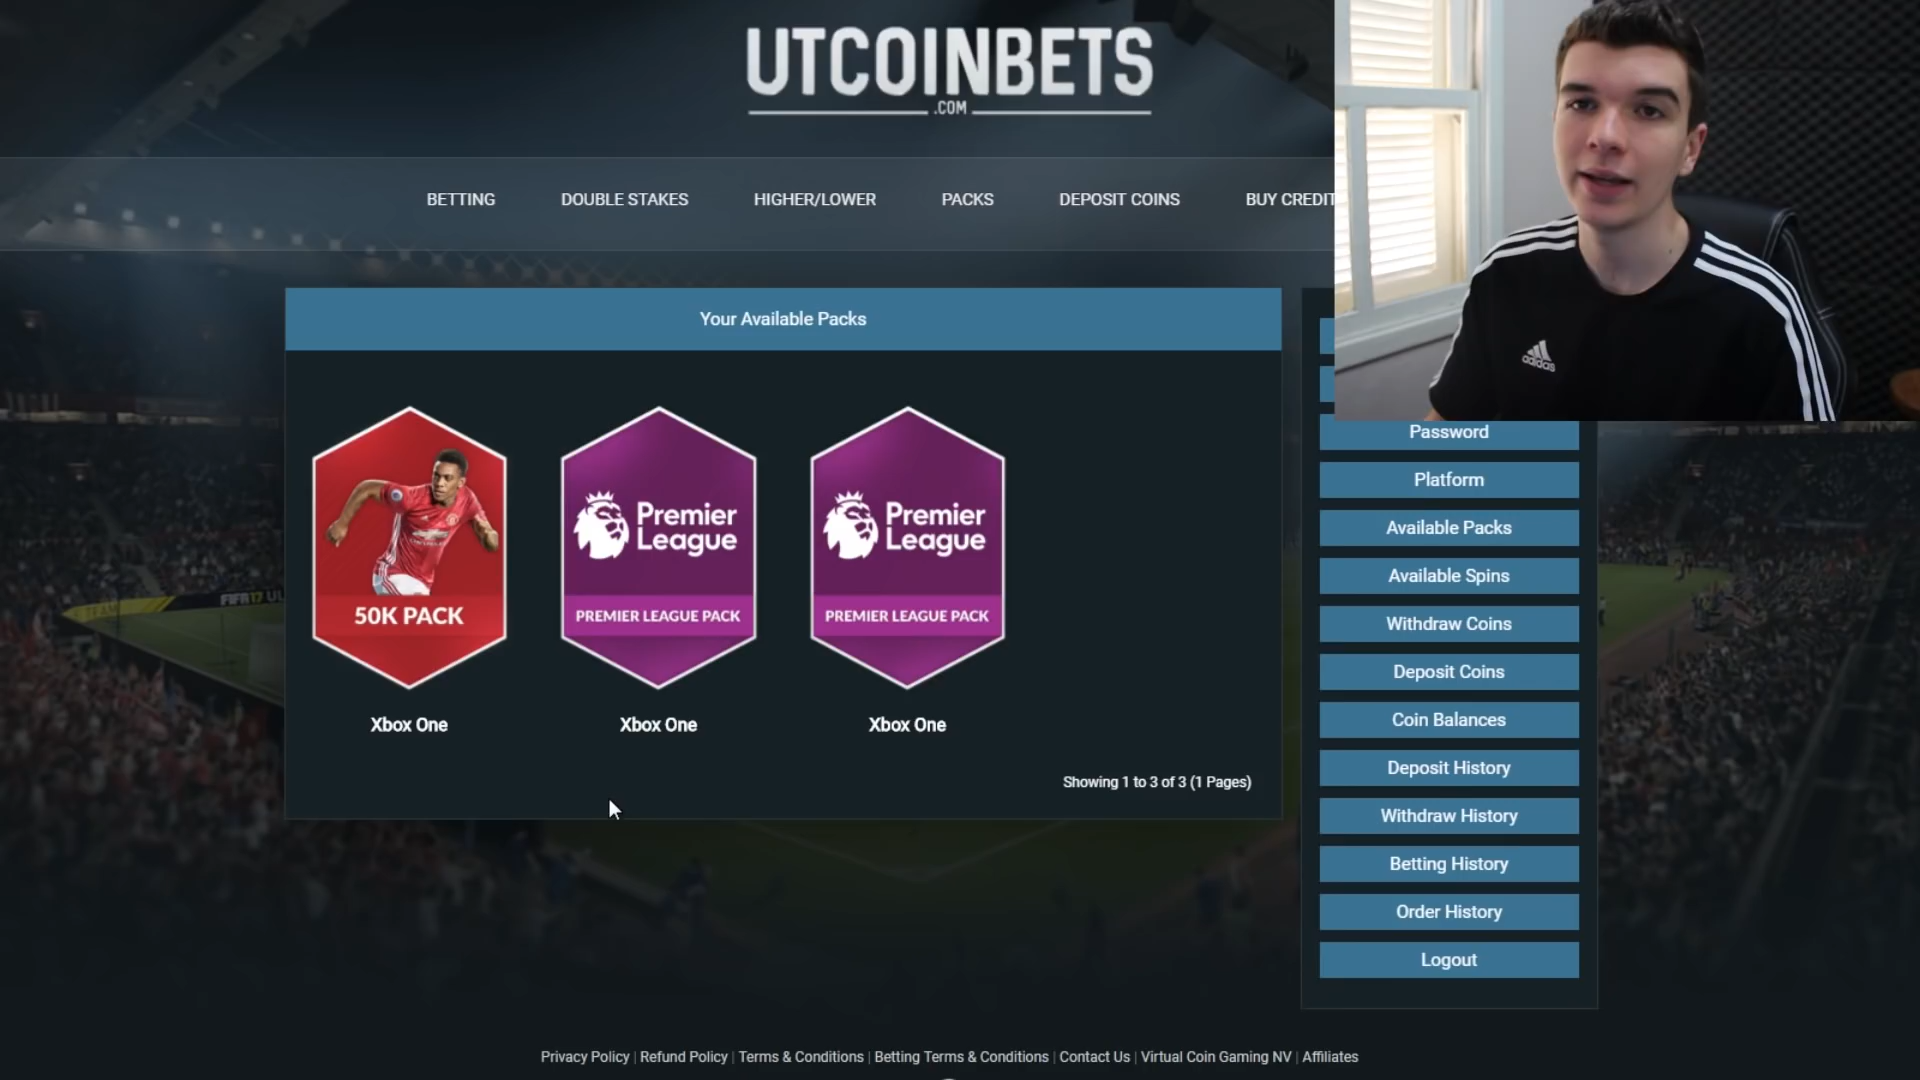 UTCOINBETS
.COM
BETTING
DOUBLE STAKES
HIGHER/LOWER
PACKS
DEPOSIT COINS
BUY CREDIT
Your Available Packs
50K PACK
Xbox One
Premier
League
PREMIER LEAGUE PACK
Xbox One
Premier
League
PREMIER LEAGUE PACK
Xbox One
Showing 1 to 3 of 3 (1 Pages)
adidas
Password
Platform
Available Packs
Available Spins
Withdraw Coins
Deposit Coins
Coin Balances
Deposit History
Withdraw History
Betting History
Order History
Logout
FIFA 17
Privacy Policy | Refund Policy | Terms & Conditions | Betting Terms & Conditions | Contact Us | Virtual Coin Gaming NV | Affiliates